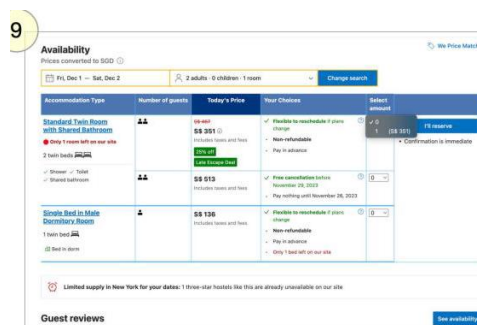 9
Availability
We Price Match
Prices converted to SGD
Fri, Dec 1 — Sat, Dec 2
2 adults · 0 children · 1 room
Change search
Accommodation Type
Number of guests
Today's Price
Your Choices
Select amount
Standard Twin Room with Shared Bathroom
Only 1 room left on our site
2 twin beds
Shower
Toilet
Shared bathroom
S$ 467
S$ 351
Includes taxes and fees
25% off
Late Escape Deal
Flexible to reschedule if plans change
Non-refundable
Pay in advance
0
1 (S$ 351)
I'll reserve
Confirmation is immediate
S$ 513
Includes taxes and fees
Free cancellation before November 29, 2023
Pay nothing until November 26, 2023
0
Single Bed in Male Dormitory Room
1 twin bed
Bed in dorm
S$ 136
Includes taxes and fees
Flexible to reschedule if plans change
Non-refundable
Pay in advance
Only 1 bed left on our site
0
Limited supply in New York for your dates: 1 three-star hostels like this are already unavailable on our site
Guest reviews
See availability